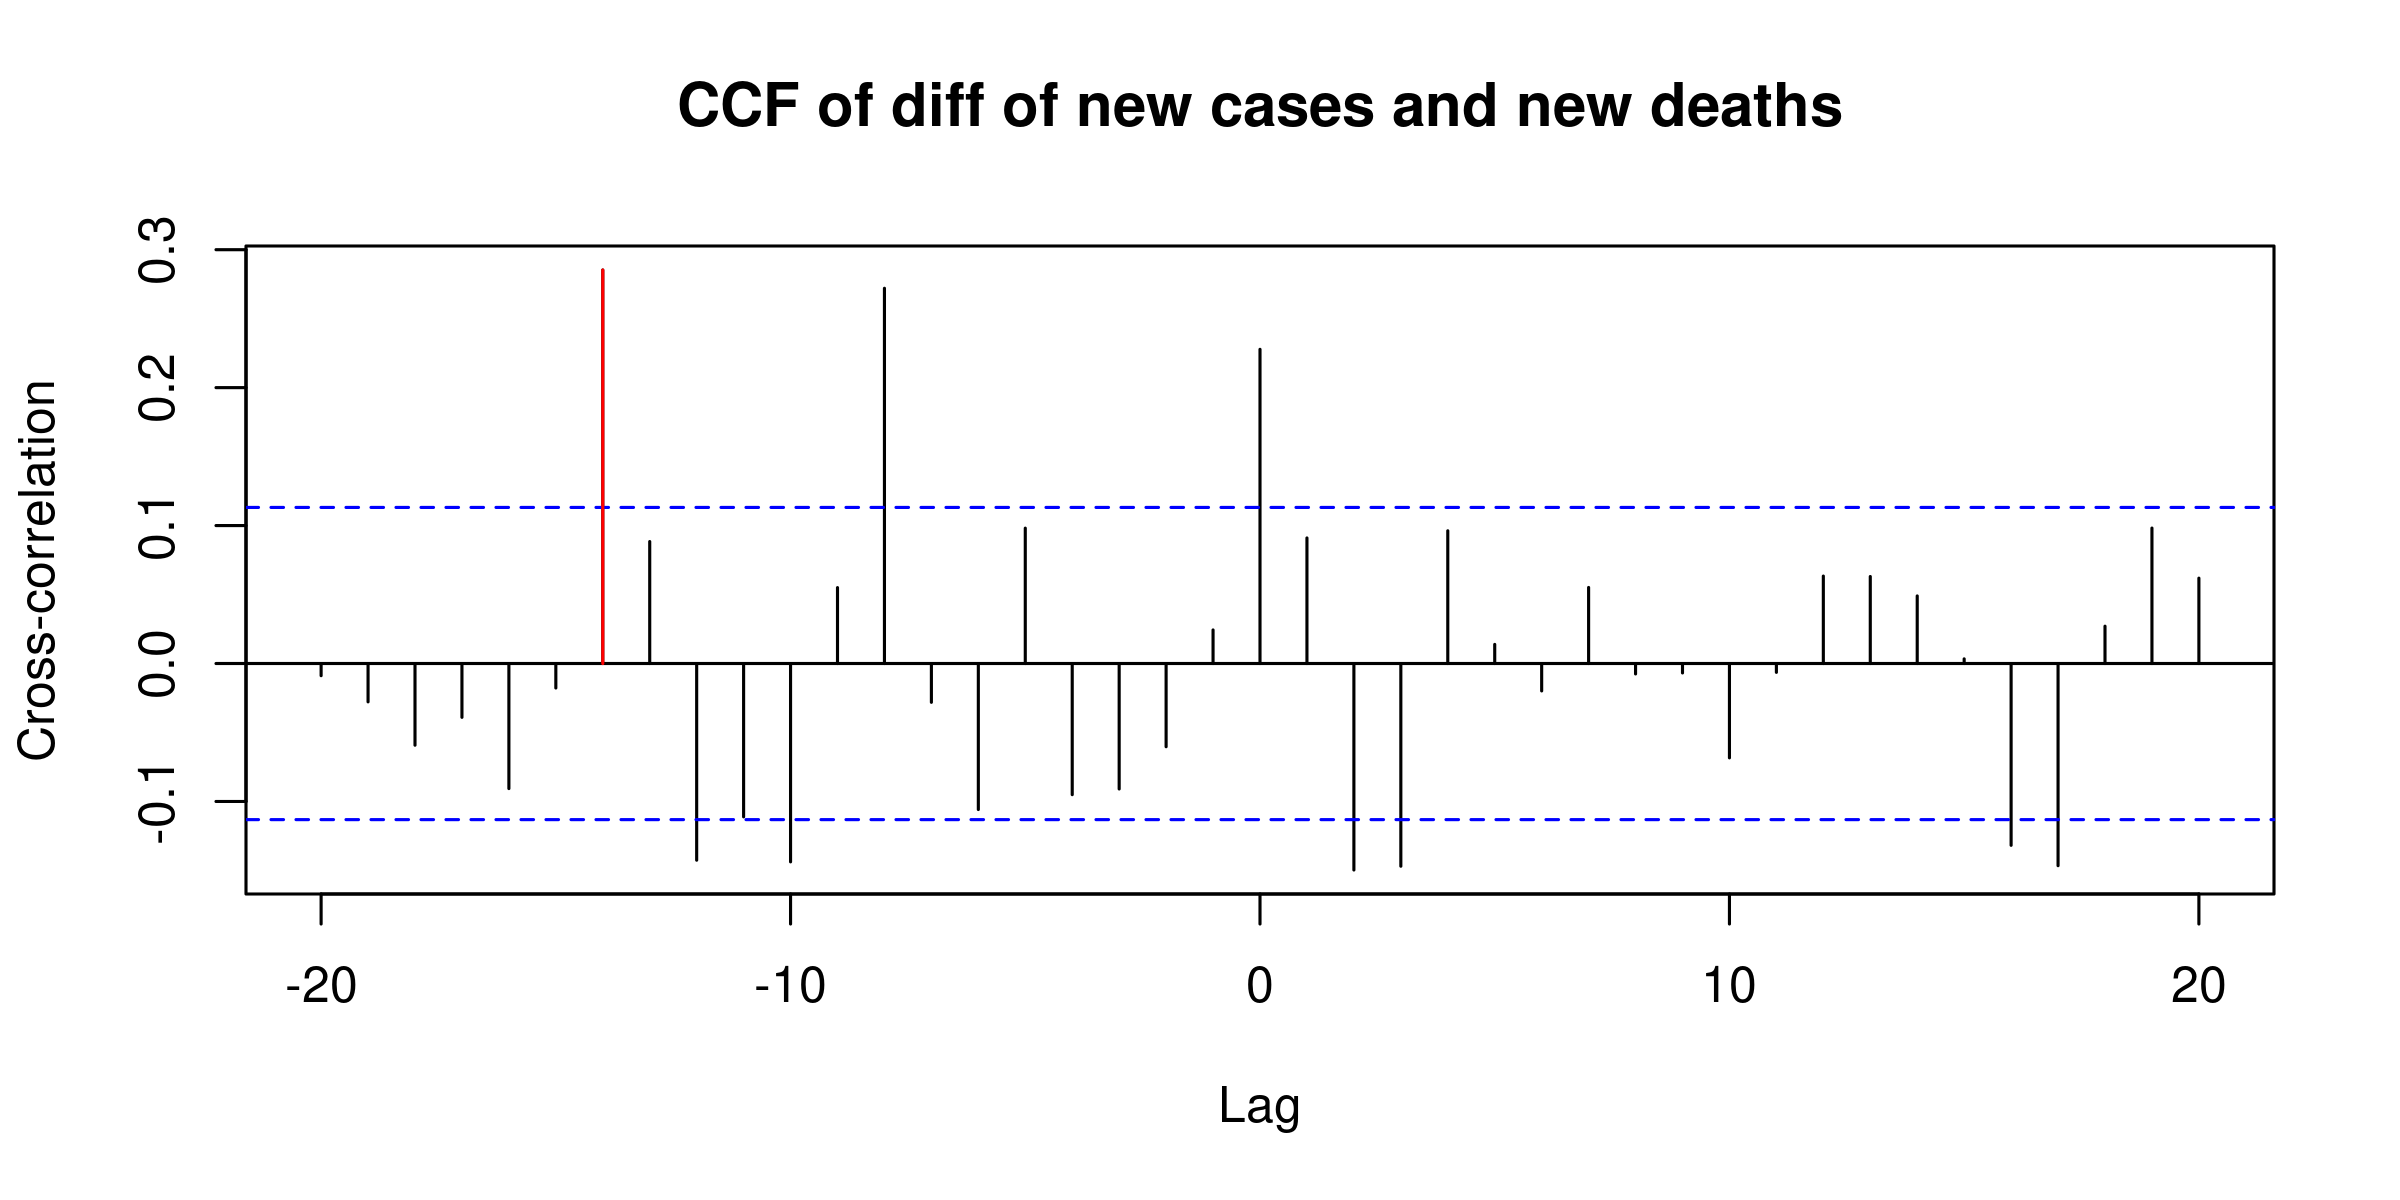 CCF of diff of new cases and new deaths
Cross-correlation
0.3
0.2
0.1
0.0
-0.1
-20 -10 0 10 20
Lag